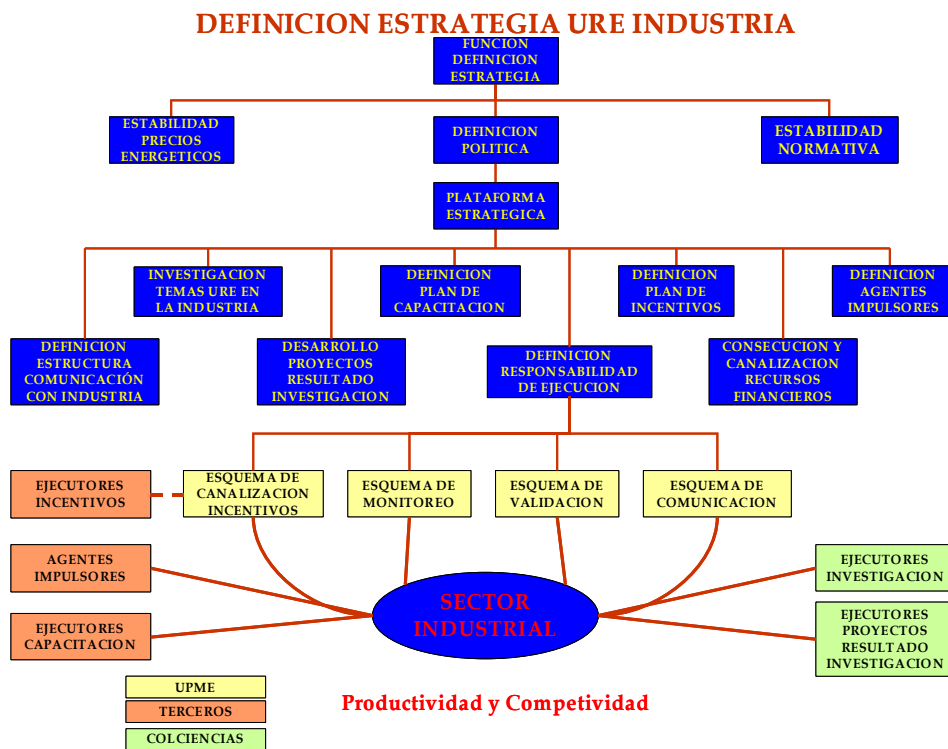 DEFINICION ESTRATEGIA URE INDUSTRIA
FUNCION
DEFINICION
ESTRATEGIA
ESTABILIDAD
PRECIOS
ENERGETICOS
DEFINICION
POLITICA
ESTABILIDAD
NORMATIVA
PLATAFORMA
ESTRATEGICA
INVESTIGACION
TEMAS URE EN
LA INDUSTRIA
DEFINICION
PLAN DE
CAPACITACION
DEFINICION
PLAN DE
INCENTIVOS
DEFINICION
AGENTES
IMPULSORES
DEFINICION
ESTRUCTURA
COMUNICACIÓN
CON INDUSTRIA
DESARROLLO
PROYECTOS
RESULTADO
INVESTIGACION
DEFINICION
RESPONSABILIDAD
DE EJECUCION
CONSECUCION Y
CANALIZACION
RECURSOS
FINANCIEROS
EJECUTORES
INCENTIVOS
ESQUEMA DE
CANALIZACION
INCENTIVOS
ESQUEMA DE
MONITOREO
ESQUEMA DE
VALIDACION
ESQUEMA DE
COMUNICACION
AGENTES
IMPULSORES
EJECUTORES
INVESTIGACION
SECTOR
INDUSTRIAL
EJECUTORES
CAPACITACION
EJECUTORES
PROYECTOS
RESULTADO
INVESTIGACION
UPME
TERCEROS
COLCIENCIAS
Productividad y Competividad